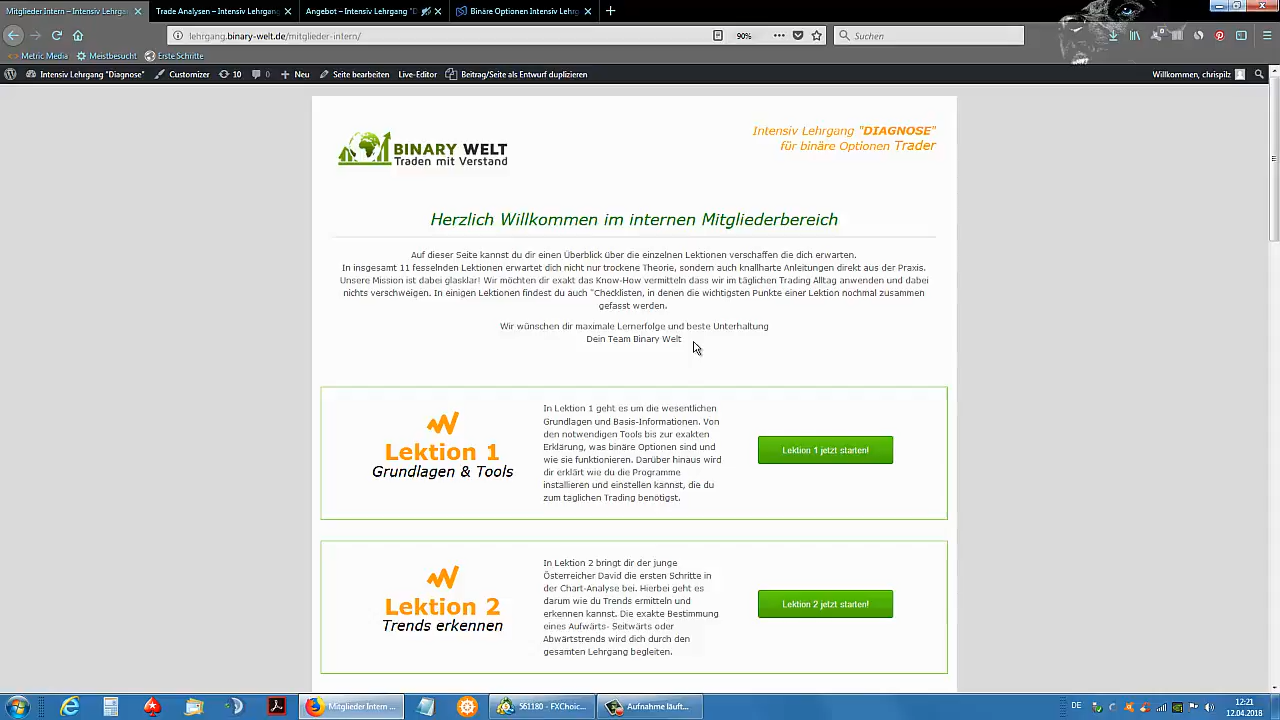 Mitglieder Intern – Intensiv Lehrgang
Trade Analysen – Intensiv Lehrgang
Angebot – Intensiv Lehrgang "D
Binäre Optionen Intensiv Lehrg
lehrgang.binary-welt.de/mitglieder-intern/
90%
Suchen
Metric Works
Meistbesucht
Erste Schritte
Intensiv Lehrgang "Diagnose"
Customizer
10
0
Neu
Seite bearbeiten
Live-Editor
Beitrag/Seite als Entwurf duplizieren
Willkommen, chrispilz
BINARY WELT
Traden mit Verstand
Intensiv Lehrgang "DIAGNOSE"
für binäre Optionen Trader
Herzlich Willkommen im internen Mitgliederbereich
Auf dieser Seite kannst du dir einen Überblick über die einzelnen Lektionen verschaffen die dich erwarten.
In insgesamt 11 fesselnden Lektionen erwartet dich nicht nur trockene Theorie, sondern auch knallharte Anleitungen direkt aus der Praxis.
Unsere Mission ist dabei glasklar! Wir möchten dir exakt das Know-How vermitteln dass wir im täglichen Trading Alltag anwenden und dabei
nichts verschweigen. In einigen Lektionen findest du auch "Checklisten, in denen die wichtigsten Punkte einer Lektion nochmal zusammen
gefasst werden.
Wir wünschen dir maximale Lernerfolge und beste Unterhaltung
Dein Team Binary Welt
Lektion 1
Grundlagen & Tools
In Lektion 1 geht es um die wesentlichen
Grundlagen und Basis-Informationen. Von
den notwendigen Tools bis zur exakten
Erklärung, was binäre Optionen sind und
wie sie funktionieren. Darüber hinaus wird
dir erklärt wie du die Programme
installieren und einstellen kannst, die du
zum täglichen Trading benötigst.
Lektion 1 jetzt starten!
Lektion 2
Trends erkennen
In Lektion 2 bringt dir der junge
Österreicher David die ersten Schritte in
der Chart-Analyse bei. Hierbei geht es
darum wie du Trends ermitteln und
erkennen kannst. Die exakte Bestimmung
eines Aufwärts- Seitwärts oder
Abwärtstrends wird dich durch den
gesamten Lehrgang begleiten.
Lektion 2 jetzt starten!
Mitglieder Intern ...
561180 - FXChoic...
Aufnahme läuft...
DE
12:21
12.04.2018